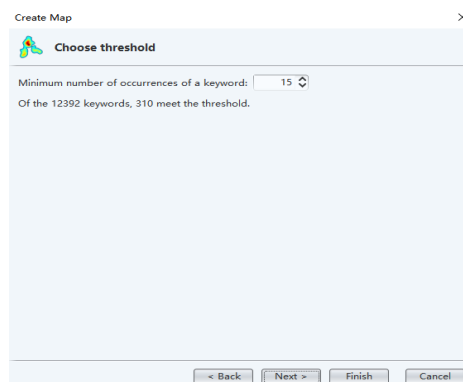 Create Map
Choose threshold
Minimum number of occurrences of a keyword: 15
Of the 12392 keywords, 310 meet the threshold.
< Back Next > Finish Cancel